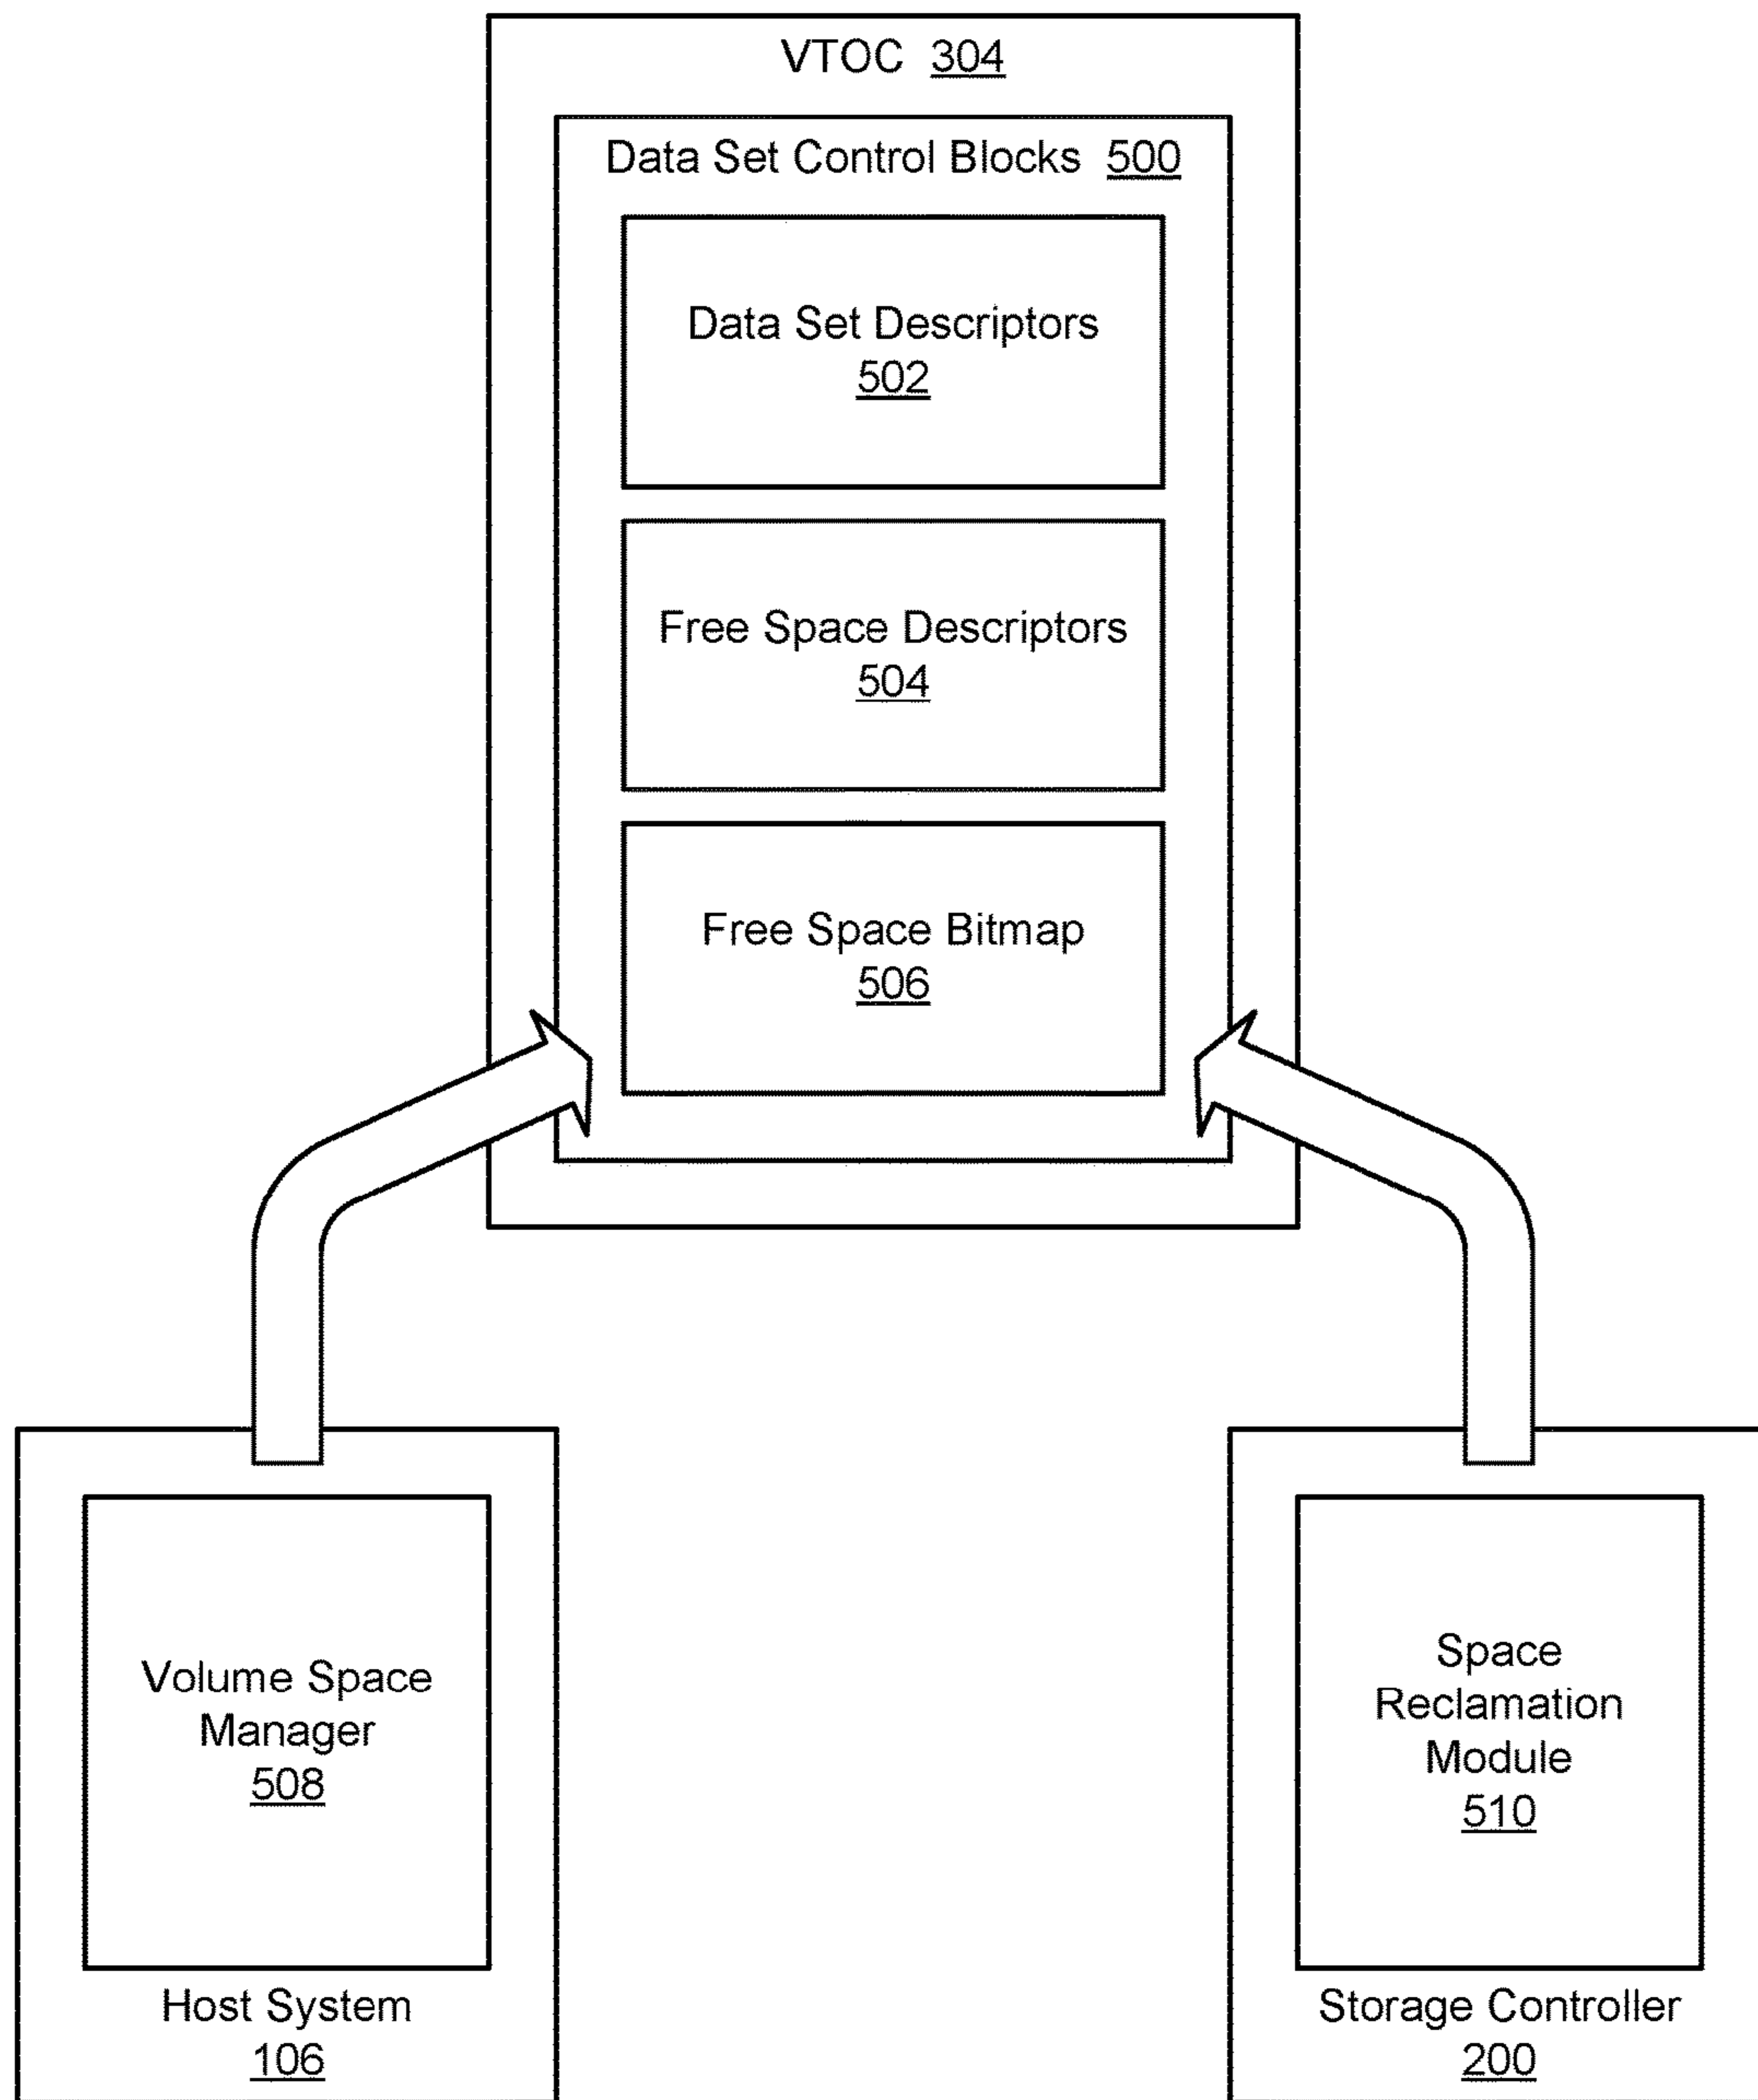 VTOC 304
Data Set Control Blocks 500
Data Set Descriptors
502
Free Space Descriptors
504
Free Space Bitmap
506
Volume Space
Manager
508
Host System
106
Space
Reclamation
Module
510
Storage Controller
200